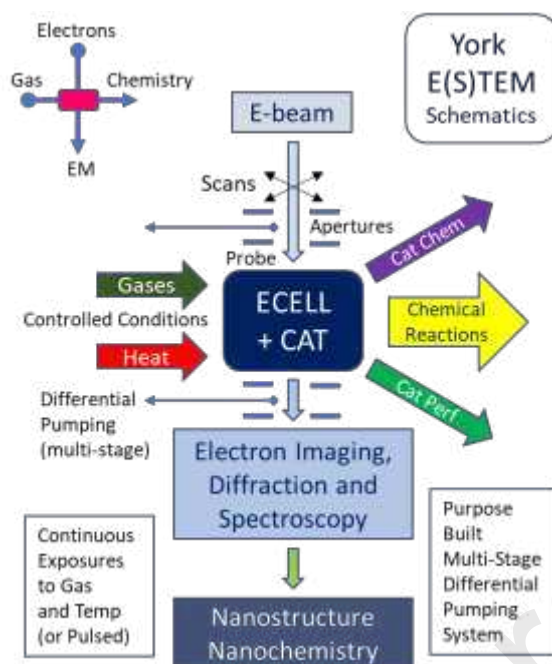 Electrons
Gas
Chemistry
EM
York
E(S)TEM
Schematics
E-beam
Scans
Apertures
Probe
Cat Chem
Gases
Controlled Conditions
Heat
ECELL
+ CAT
Chemical
Reactions
Cat Perf
Differential
Pumping
(multi-stage)
Electron Imaging,
Diffraction and
Spectroscopy
Continuous
Exposures
to Gas
and Temp
(or Pulsed)
Purpose
Built
Multi-Stage
Differential
Pumping
System
Nanostructure
Nanochemistry